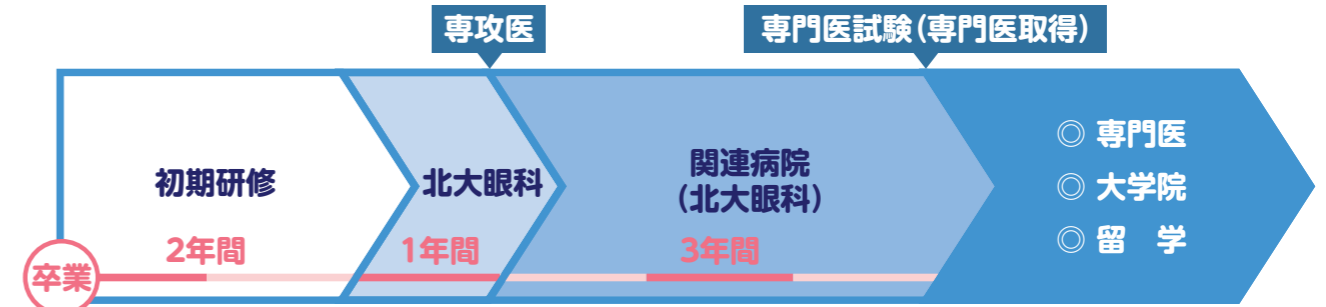 専攻医
専門医試験(専門医取得)
初期研修
北大眼科
関連病院
(北大眼科)
◎ 専門医
◎ 大学院
◎ 留　学
2年間
1年間
3年間
卒業